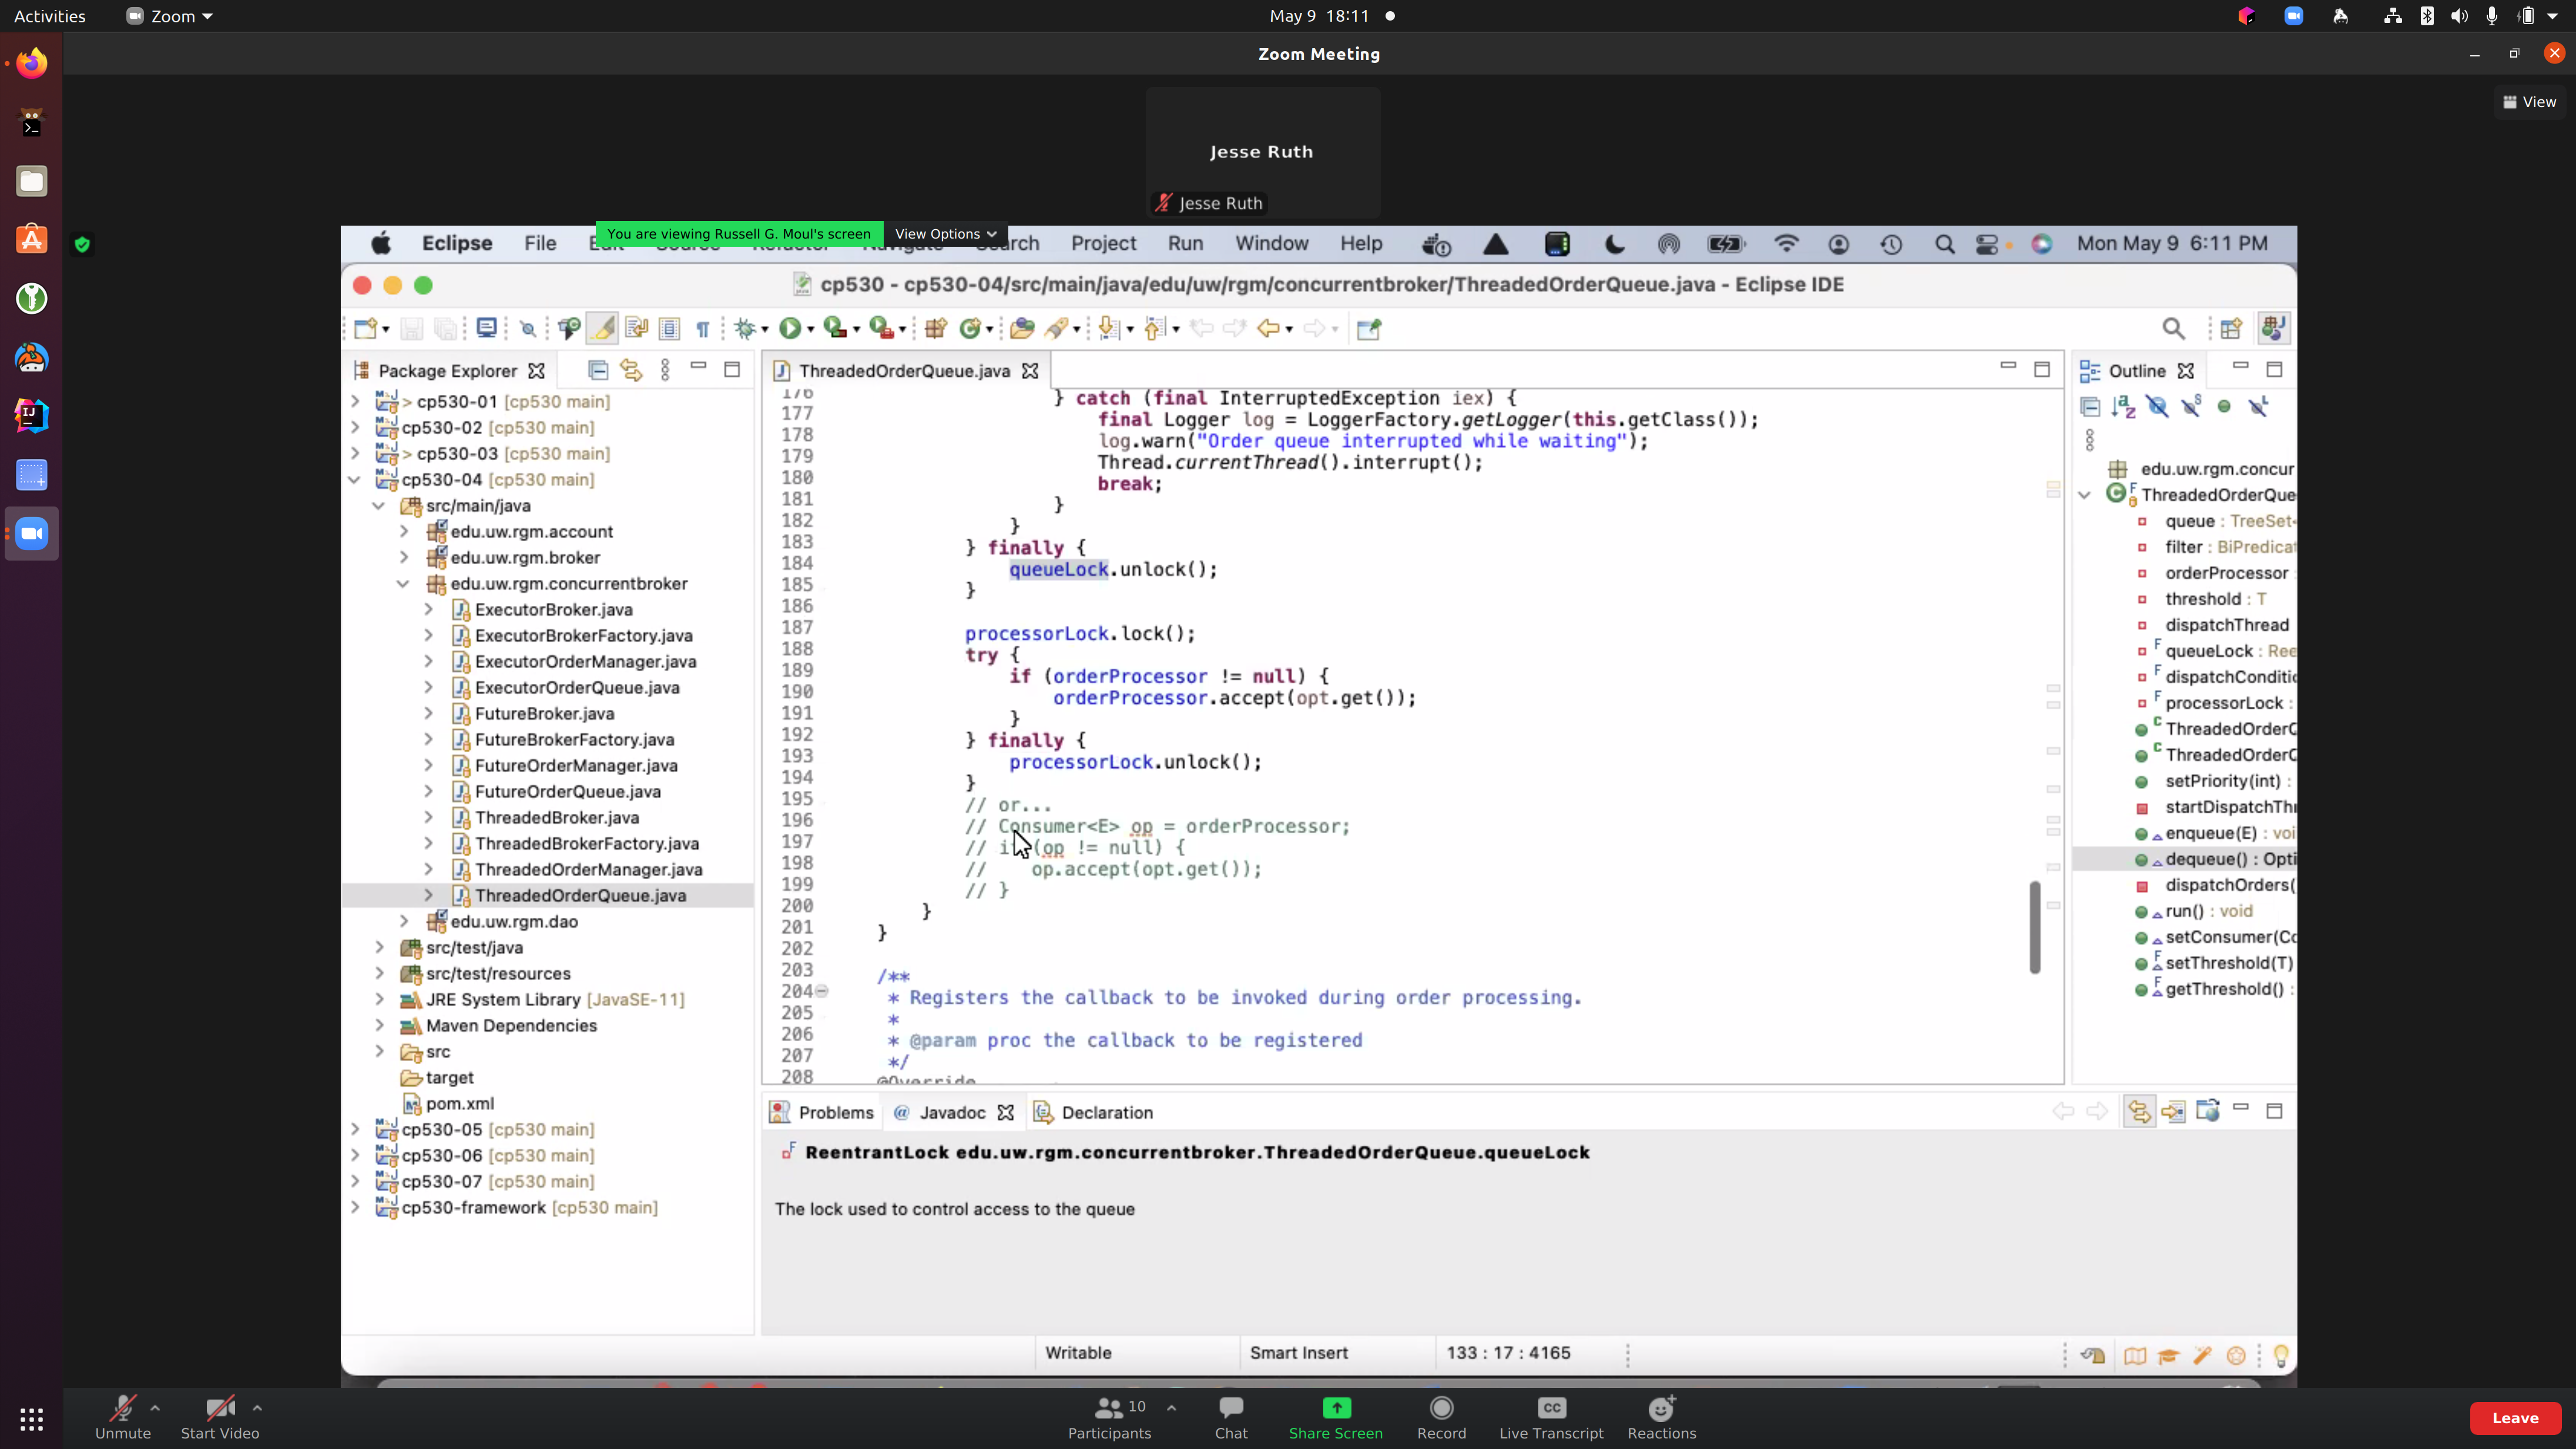 Activities
Zoom
May 9 18:11
Zoom Meeting
View
Jesse Ruth
Jesse Ruth
You are viewing Russell G. Moul's screen
View Options
Eclipse File Project Run Window Help Mon May 9 6:11 PM
cp530 - cp530-04/src/main/java/edu/uw/rgm/concurrentbroker/ThreadedOrderQueue.java - Eclipse IDE
Package Explorer
> cp530-01 [cp530 main]
cp530-02 [cp530 main]
> cp530-03 [cp530 main]
cp530-04 [cp530 main]
src/main/java
edu.uw.rgm.account
edu.uw.rgm.broker
edu.uw.rgm.concurrentbroker
ExecutorBroker.java
ExecutorBrokerFactory.java
ExecutorOrderManager.java
ExecutorOrderQueue.java
FutureBroker.java
FutureBrokerFactory.java
FutureOrderManager.java
FutureOrderQueue.java
ThreadedBroker.java
ThreadedBrokerFactory.java
ThreadedOrderManager.java
ThreadedOrderQueue.java
edu.uw.rgm.dao
src/test/java
src/test/resources
JRE System Library [JavaSE-11]
Maven Dependencies
src
target
pom.xml
cp530-05 [cp530 main]
cp530-06 [cp530 main]
cp530-07 [cp530 main]
cp530-framework [cp530 main]
ThreadedOrderQueue.java
176 } catch (final InterruptedException iex) {
177 final Logger log = LoggerFactory.getLogger(this.getClass());
178 log.warn("Order queue interrupted while waiting");
179 Thread.currentThread().interrupt();
180 break;
181 }
182 }
183 } finally {
184 queueLock.unlock();
185 }
186
187 processorLock.lock();
188 try {
189 if (orderProcessor != null) {
190 orderProcessor.accept(opt.get());
191 }
192 } finally {
193 processorLock.unlock();
194 }
195 // or...
196 // Consumer<E> op = orderProcessor;
197 // if (op != null) {
198 // op.accept(opt.get());
199 // }
200 }
201 }
202
203 /**
204 * Registers the callback to be invoked during order processing.
205 *
206 * @param proc the callback to be registered
207 */
208 @Override
Outline
edu.uw.rgm.concur
ThreadedOrderQue
queue : TreeSet<
filter : BiPredica
orderProcessor
threshold : T
dispatchThread
queueLock : Ree
dispatchConditi
processorLock :
ThreadedOrderQ
ThreadedOrderQ
setPriority(int) :
startDispatchThr
enqueue(E) : voi
dequeue() : Opti
dispatchOrders(
run() : void
setConsumer(Co
setThreshold(T)
getThreshold() :
Problems
@ Javadoc
Declaration
ReentrantLock edu.uw.rgm.concurrentbroker.ThreadedOrderQueue.queueLock
The lock used to control access to the queue
Writable
Smart Insert
133 : 17 : 4165
Unmute
Start Video
Participants 10
Chat
Share Screen
Record
CC
Live Transcript
Reactions
Leave